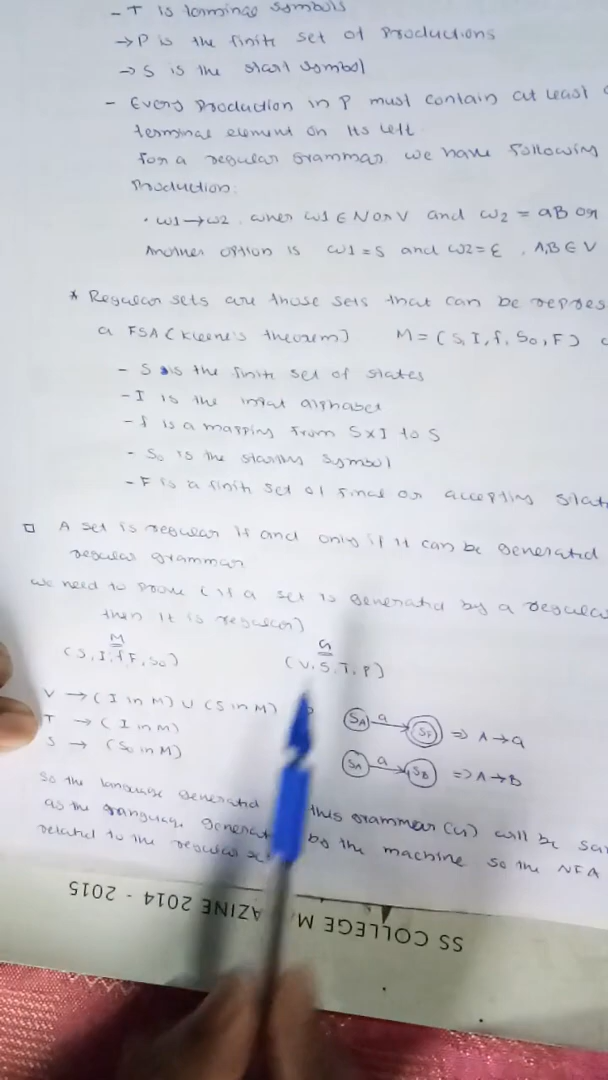 - T is terminal symbols
→ P is the finite set of Productions
→ S is the start symbol
- Every Production in P must contain at least
terminal element on its left
for a regular grammar we have following
Production:
· w1→w2 . wher w1 ∈ N or V and w2 = aB or
Another option is w1 = S and w2 = ε , A,B ∈ V
* Regular sets are those sets that can be repres
a FSA (Kleene's theorem) M = (S, I, f, S0, F)
- S is the finite set of states
- I is the input alphabet
- f is a mapping from S×I to S
- S0 is the starting symbol
- F is a finite set of final or accepting state
□ A set is regular if and only if it can be generated
regular grammar
we need to prove (if a set is generated by a regular
then it is regular)
M G
(S, I, f, F, S0) (V, S, T, P)
V → (I in M) ∪ (S in M)
T → (I in M)
S → (S0 in M)
SA a SF ⇒ A→a
SA a SB ⇒ A→B
So the language generated this grammar (G) will be sa
as the language generat by the machine so the NFA
related to the regular
SS COLLEGE M AZINE 2014 - 2015